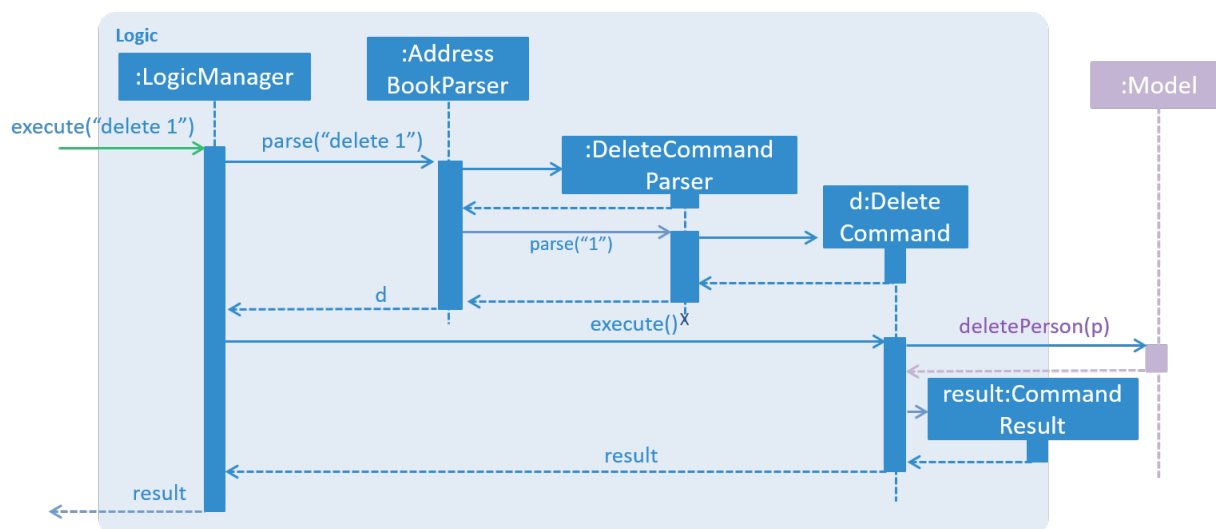 Logic
:LogicManager
:Address
BookParser
:Model
execute(“delete 1”)
parse(“delete 1”)
:DeleteCommand
Parser
d:Delete
Command
parse(“1”)
d
execute()
X
deletePerson(p)
result:Command
Result
result
result